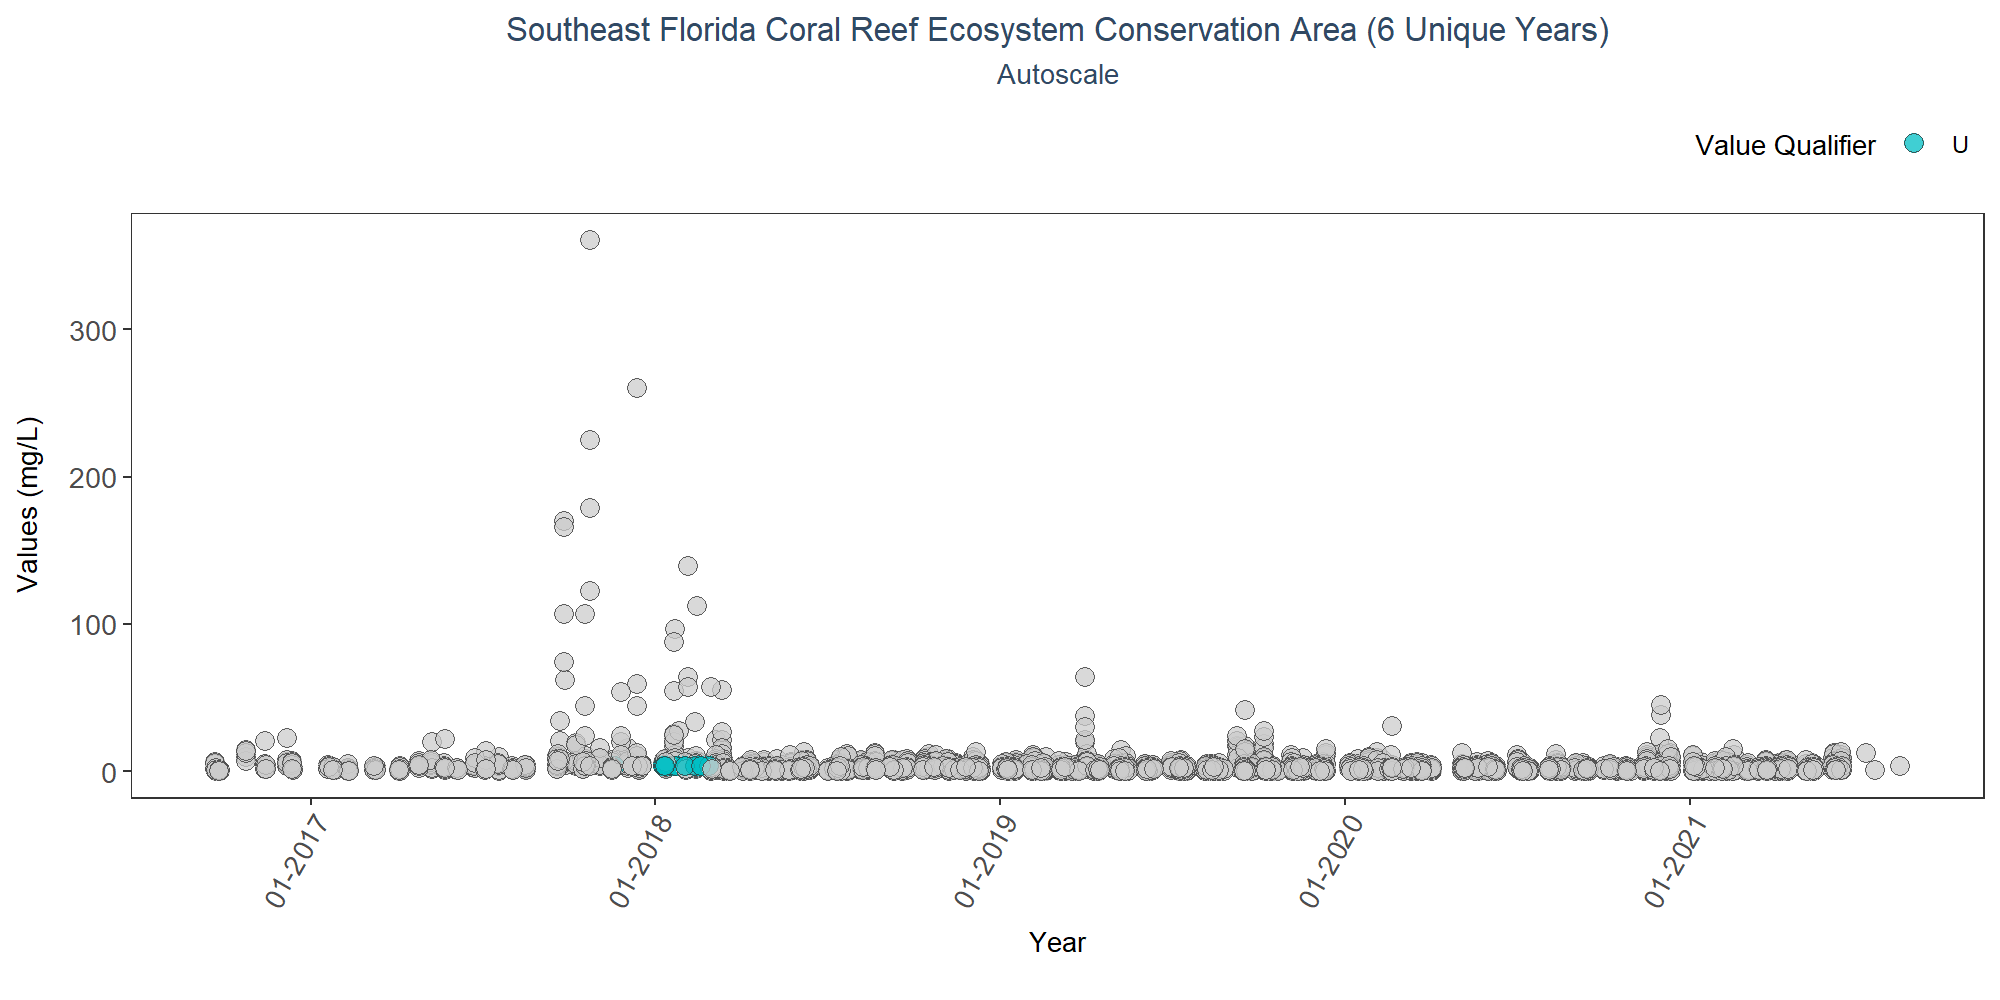 Southeast Florida Coral Reef Ecosystem Conservation Area (6 Unique Years)
Autoscale
Value Qualifier U
Values (mg/L)
300
200
100
0
01-2017
01-2018
01-2019
01-2020
01-2021
Year